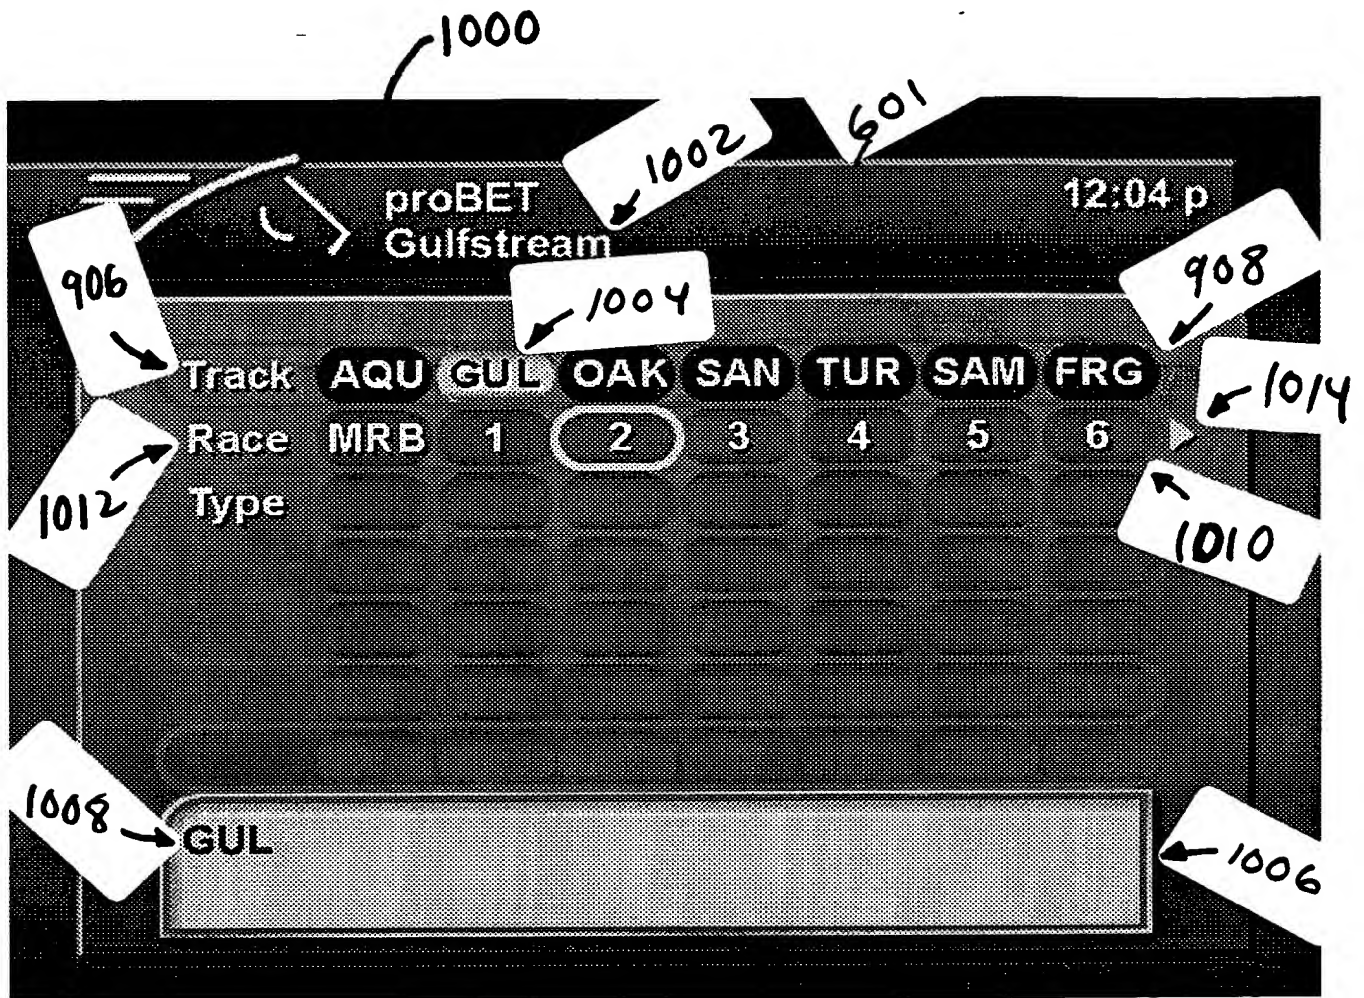 1000
601
1002
proBET
12:04 p
Gulfstream
906
1004
908
Track AQU GUL OAK SAN TUR SAM FRG
1014
Race MRB 1 2 3 4 5 6
1012
Type
1010
1008
GUL
1006